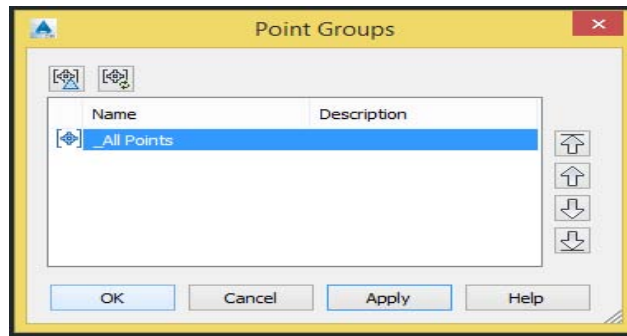 Point Groups
Name Description
_All Points
OK Cancel Apply Help